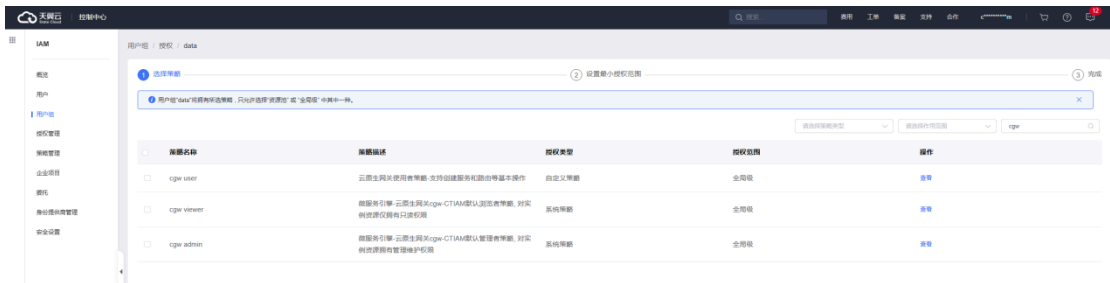 天翼云 控制中心 搜索... 费用 工单 备案 支持 合作 c**********m 12
IAM
概览
用户
用户组
授权管理
策略管理
企业项目
委托
身份提供商管理
安全设置
用户组 / 授权 / data
1 选择策略 2 设置最小授权范围 3 完成
用户组"data"将拥有所选策略，只允许选择"资源池" 或 "全局级" 中其中一种。
请选择策略类型 请选择作用范围 cgw
策略名称 策略描述 授权类型 授权范围 操作
cgw user 云原生网关使用者策略-支持创建服务和路由等基本操作 自定义策略 全局级 查看
cgw viewer 微服务引擎-云原生网关cgw-CTIAM默认浏览者策略, 对实例资源仅拥有只读权限 系统策略 全局级 查看
cgw admin 微服务引擎-云原生网关cgw-CTIAM默认管理者策略, 对实例资源拥有管理维护权限 系统策略 全局级 查看